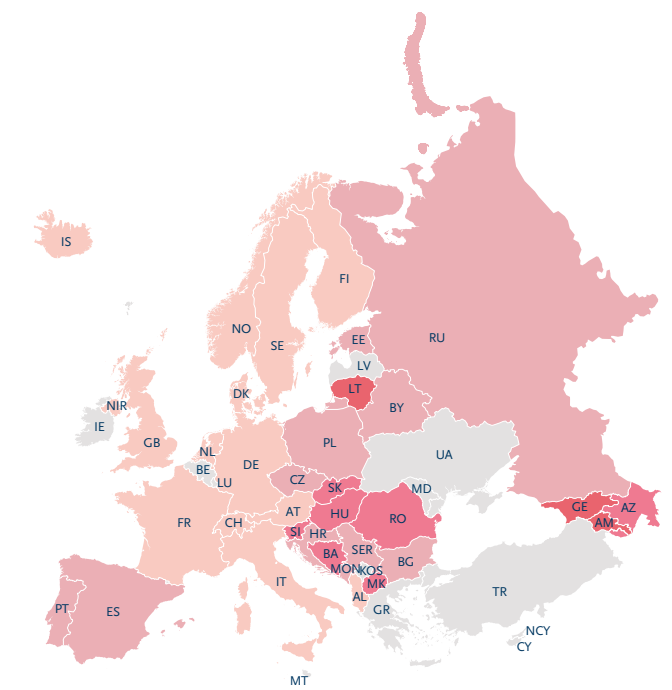 IS
FI
NO
SE
EE
RU
LV
LT
DK
NIR
BY
IE
GB
NL
PL
UA
BE
DE
LU
CZ
SK
MD
GE
AZ
FR
CH
AT
HU
RO
AM
SI
HR
BA
SER
MON
KOS
BG
MK
IT
AL
GR
TR
PT
ES
NCY
CY
MT